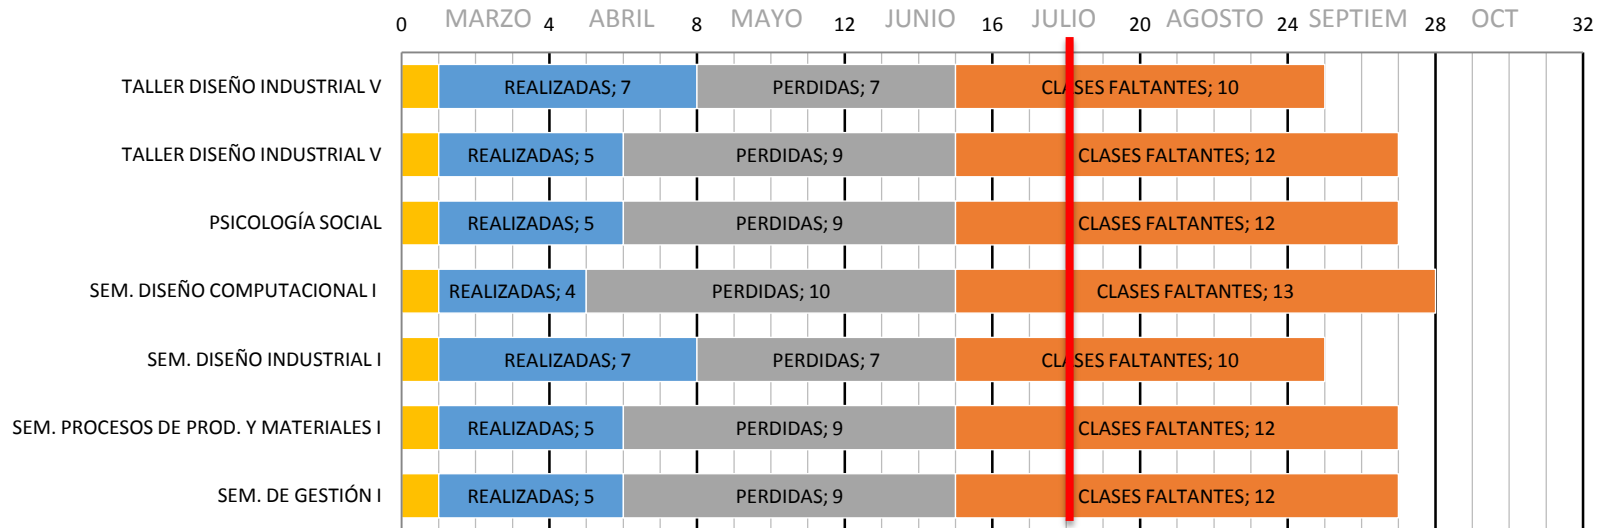 0 MARZO 4 ABRIL 8 MAYO 12 JUNIO 16 JULIO 20 AGOSTO 24 SEPTIEM 28 OCT 32
TALLER DISEÑO INDUSTRIAL V REALIZADAS; 7 PERDIDAS; 7 CLASES FALTANTES; 10
TALLER DISEÑO INDUSTRIAL V REALIZADAS; 5 PERDIDAS; 9 CLASES FALTANTES; 12
PSICOLOGÍA SOCIAL REALIZADAS; 5 PERDIDAS; 9 CLASES FALTANTES; 12
SEM. DISEÑO COMPUTACIONAL I REALIZADAS; 4 PERDIDAS; 10 CLASES FALTANTES; 13
SEM. DISEÑO INDUSTRIAL I REALIZADAS; 7 PERDIDAS; 7 CLASES FALTANTES; 10
SEM. PROCESOS DE PROD. Y MATERIALES I REALIZADAS; 5 PERDIDAS; 9 CLASES FALTANTES; 12
SEM. DE GESTIÓN I REALIZADAS; 5 PERDIDAS; 9 CLASES FALTANTES; 12